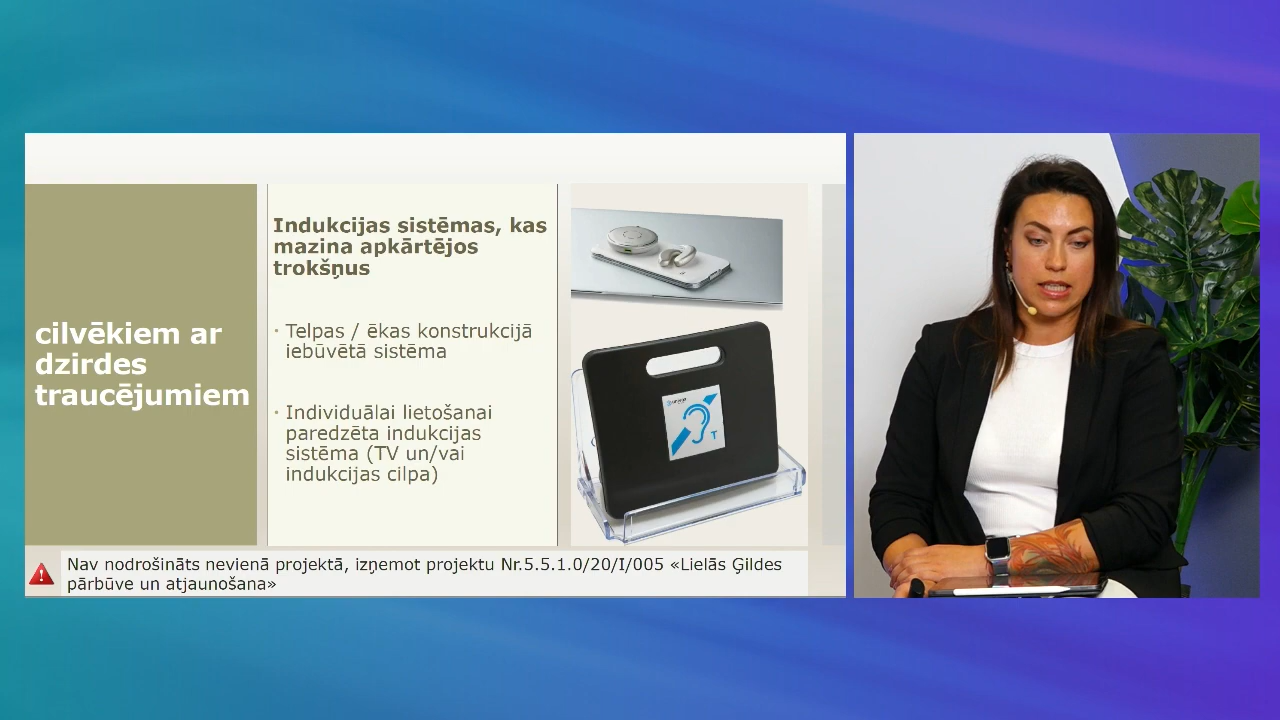 cilvēkiem ar
dzirdes
traucējumiem
Indukcijas sistēmas, kas
mazina apkārtējos
trokšņus
· Telpas / ēkas konstrukcijā
iebūvētā sistēma
· Individuālai lietošanai
paredzēta indukcijas
sistēma (TV un/vai
indukcijas cilpa)
T
Nav nodrošināts nevienā projektā, izņemot projektu Nr.5.5.1.0/20/I/005 «Lielās Ģildes
pārbūve un atjaunošana»